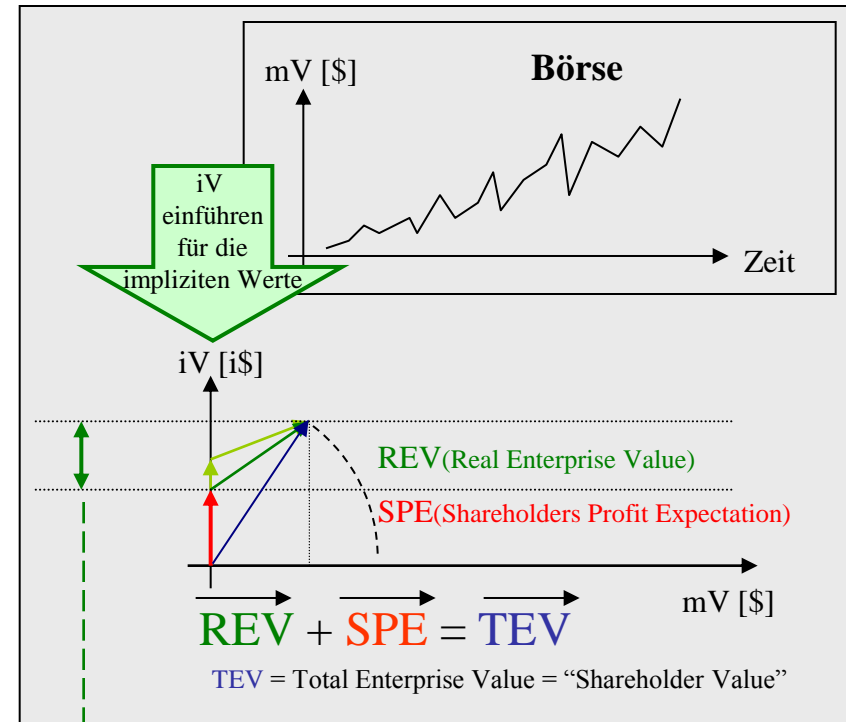 mV [$]
Börse
Zeit
iV
einführen
für die
impliziten Werte
iV [i$]
REV(Real Enterprise Value)
SPE(Shareholders Profit Expectation)
mV [$]
REV + SPE = TEV
TEV = Total Enterprise Value = “Shareholder Value”